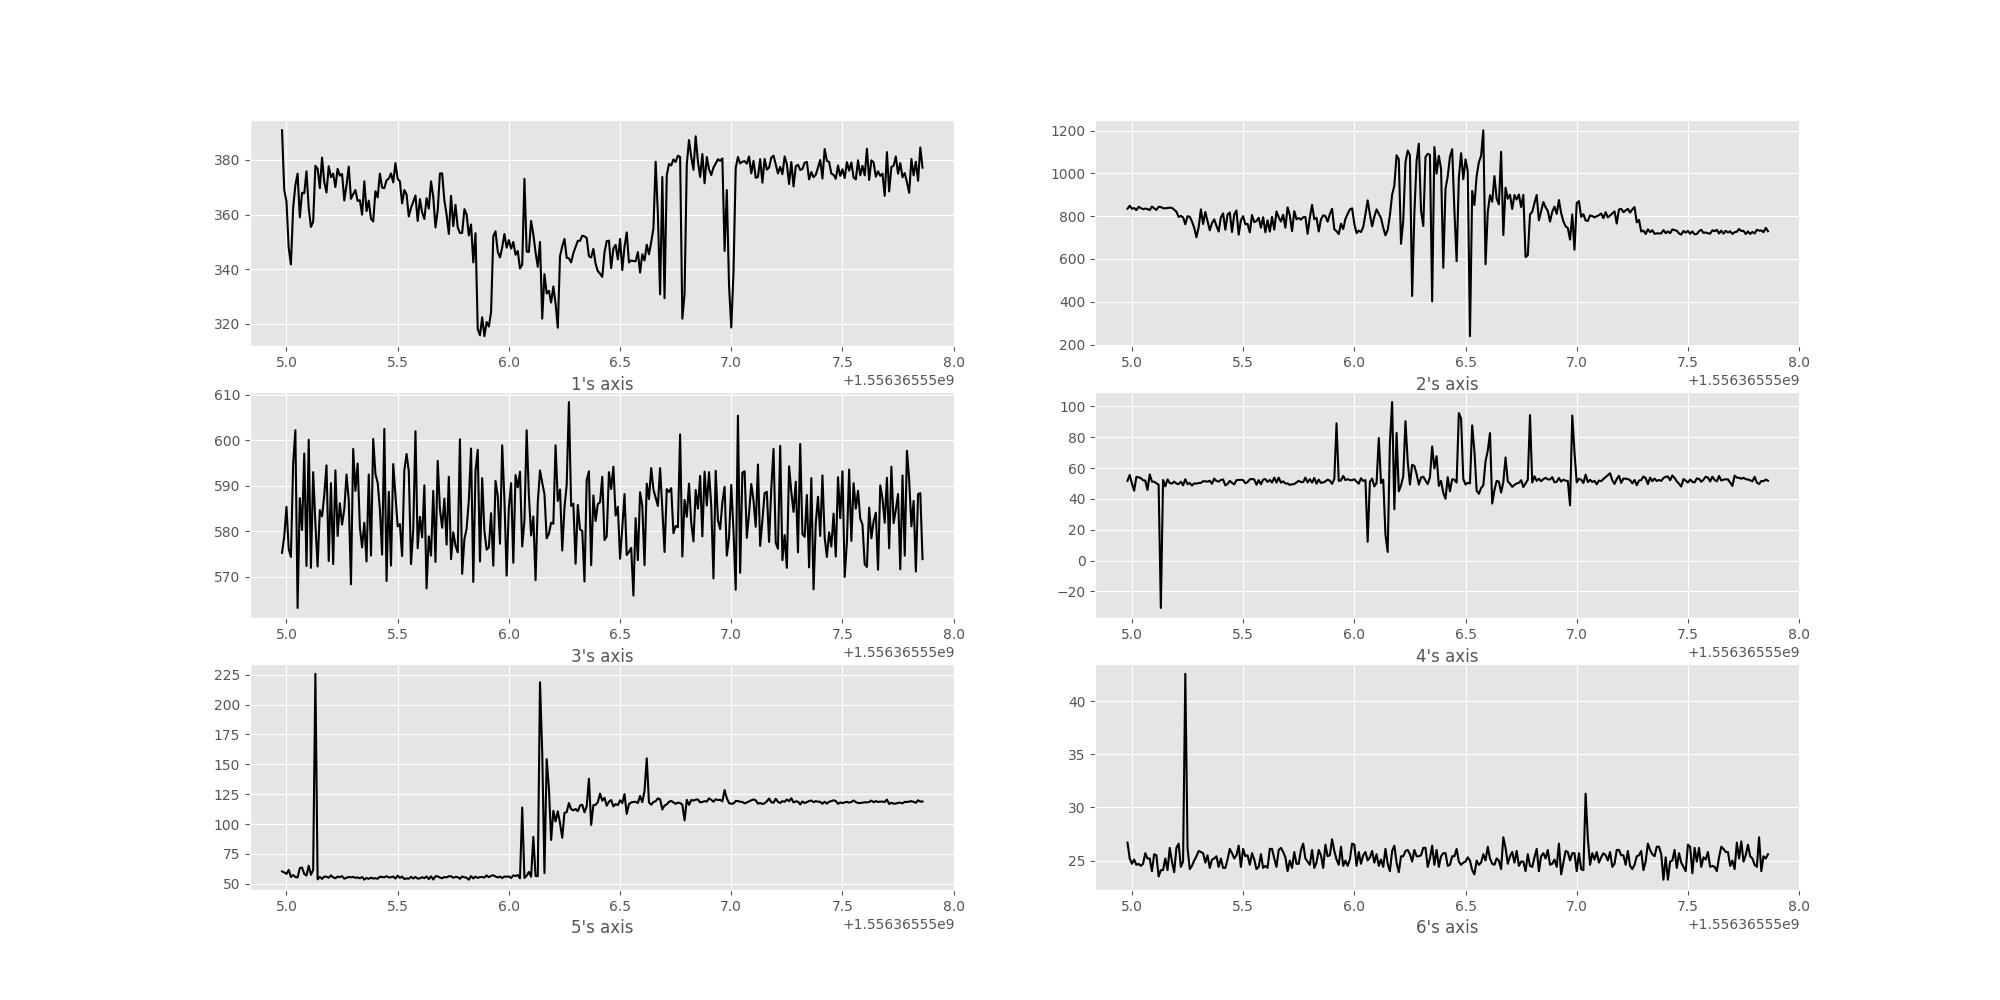 380
360
340
320
5.0 5.5 6.0 6.5 7.0 7.5 8.0
+1.55636555e9
1's axis
1200
1000
800
600
400
200
5.0 5.5 6.0 6.5 7.0 7.5 8.0
+1.55636555e9
2's axis
610
600
590
580
570
5.0 5.5 6.0 6.5 7.0 7.5 8.0
+1.55636555e9
3's axis
100
80
60
40
20
0
−20
5.0 5.5 6.0 6.5 7.0 7.5 8.0
+1.55636555e9
4's axis
225
200
175
150
125
100
75
50
5.0 5.5 6.0 6.5 7.0 7.5 8.0
+1.55636555e9
5's axis
40
35
30
25
5.0 5.5 6.0 6.5 7.0 7.5 8.0
+1.55636555e9
6's axis